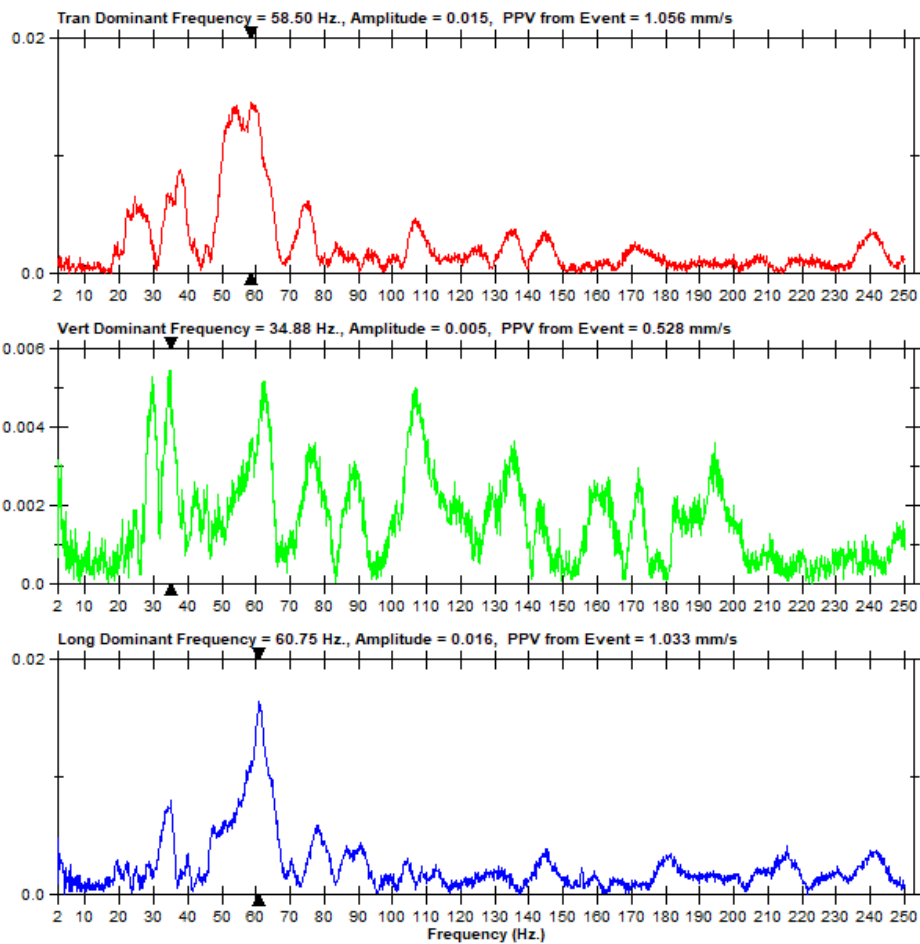 Tran Dominant Frequency = 58.50 Hz., Amplitude = 0.015, PPV from Event = 1.056 mm/s
0.02
0.0
2 10 20 30 40 50 60 70 80 90 100 110 120 130 140 150 160 170 180 190 200 210 220 230 240 250
Vert Dominant Frequency = 34.88 Hz., Amplitude = 0.005, PPV from Event = 0.528 mm/s
0.006
0.004
0.002
0.0
2 10 20 30 40 50 60 70 80 90 100 110 120 130 140 150 160 170 180 190 200 210 220 230 240 250
Long Dominant Frequency = 60.75 Hz., Amplitude = 0.016, PPV from Event = 1.033 mm/s
0.02
0.0
2 10 20 30 40 50 60 70 80 90 100 110 120 130 140 150 160 170 180 190 200 210 220 230 240 250
Frequency (Hz.)